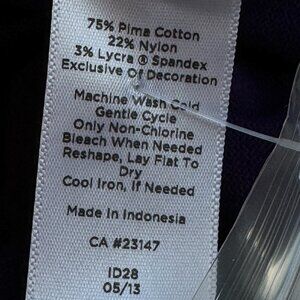 75% Pima Cotton
22% Nylon
3% Lycra ® Spandex
Exclusive Of Decoration
Machine Wash Cold
Gentle Cycle
Only Non-Chlorine
Bleach When Needed
Reshape, Lay Flat To
Dry
Cool Iron, If Needed
Made In Indonesia
CA #23147
ID28
05/13